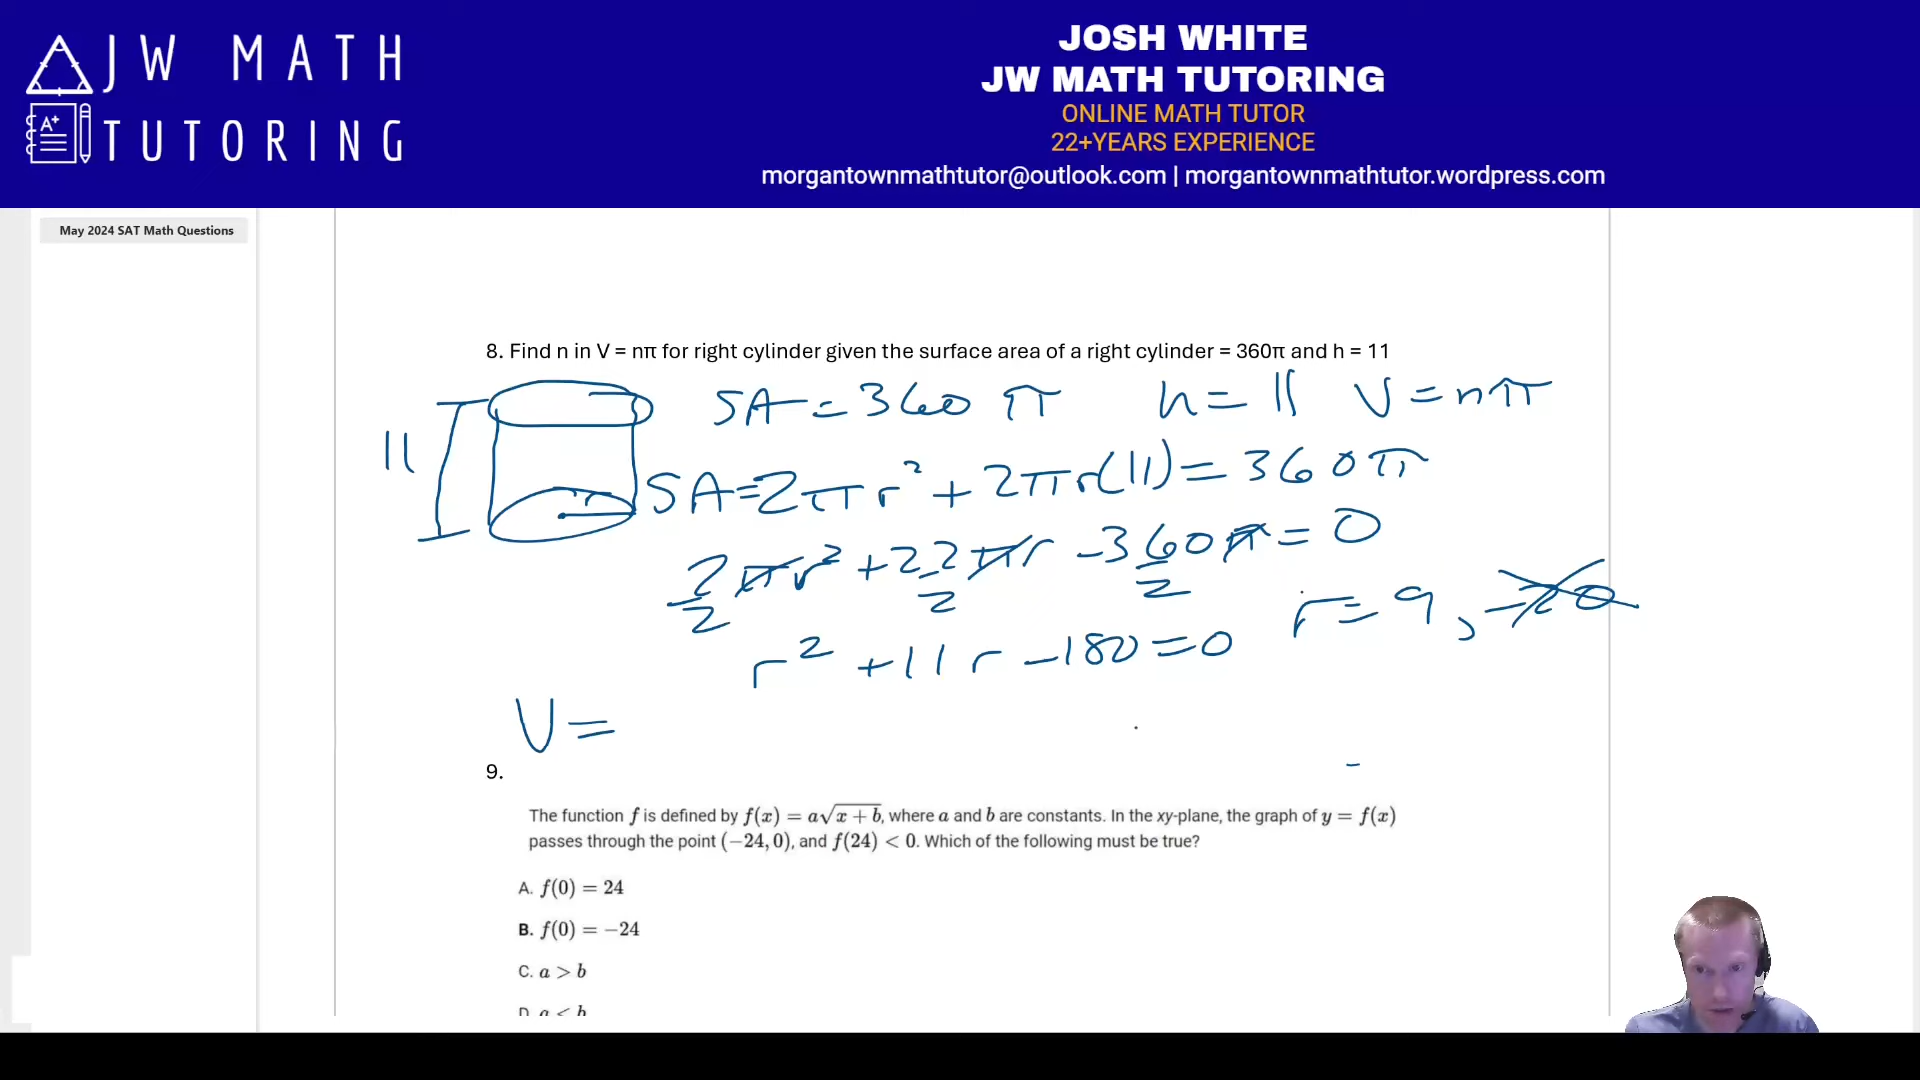 JW MATH
A+
TUTORING
JOSH WHITE
JW MATH TUTORING
ONLINE MATH TUTOR
22+YEARS EXPERIENCE
morgantownmathtutor@outlook.com | morgantownmathtutor.wordpress.com
May 2024 SAT Math Questions
8. Find n in V = nπ for right cylinder given the surface area of a right cylinder = 360π and h = 11
SA = 360 π h = 11 V = nπ
11
r
SA = 2πr² + 2πr(11) = 360π
2πr²/2 + 22πr/2 - 360π/2 = 0
r = 9, -20
r² + 11r - 180 = 0
V =
9.
The function f is defined by f(x) = a√(x + b), where a and b are constants. In the xy-plane, the graph of y = f(x)
passes through the point (−24, 0), and f(24) < 0. Which of the following must be true?
A. f(0) = 24
B. f(0) = −24
C. a > b
D. a < b